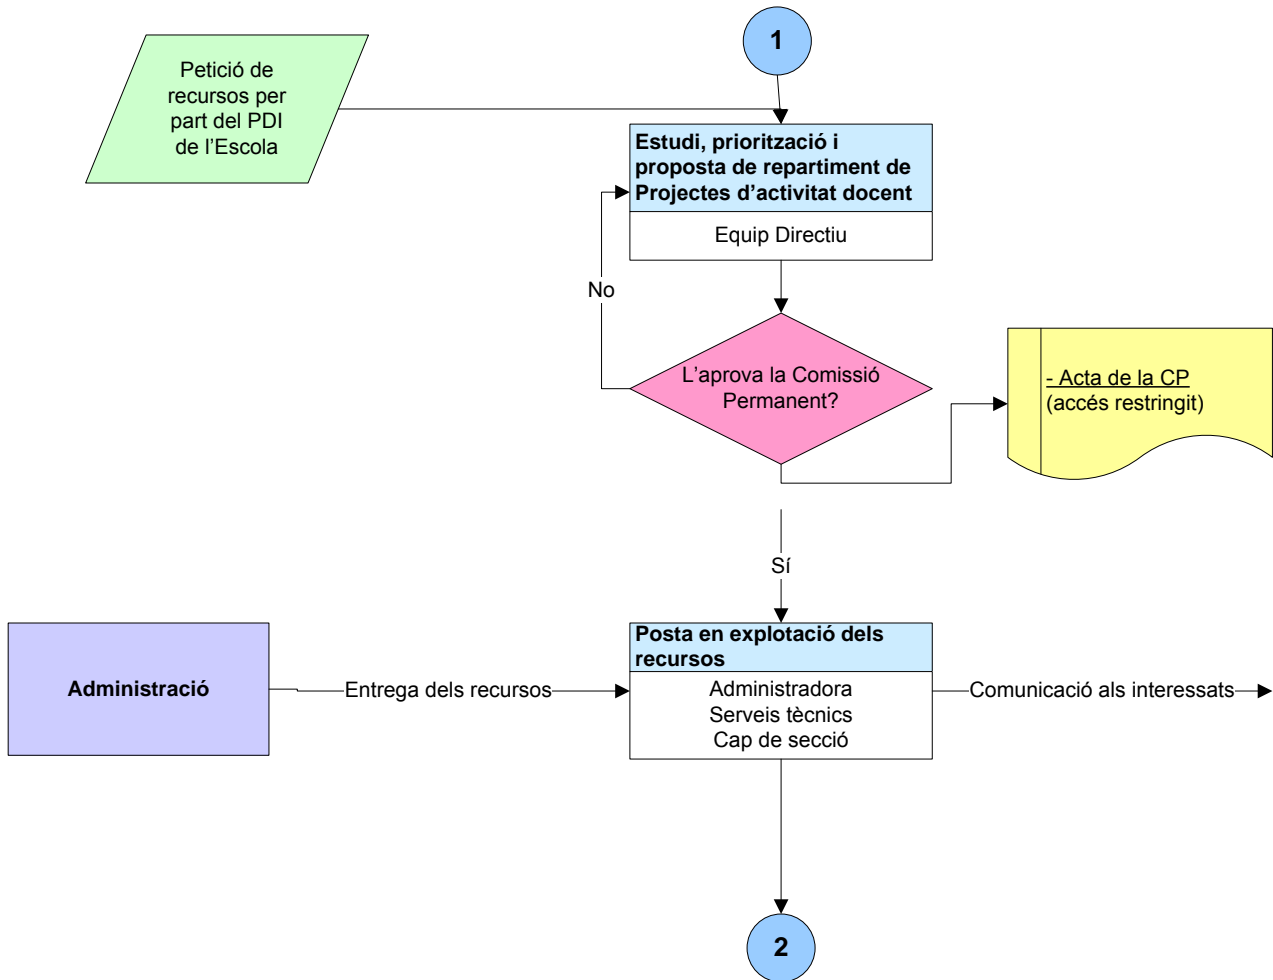 1
Petició de
recursos per
part del PDI
de l’Escola
Estudi, priorització i
proposta de repartiment de
Projectes d’activitat docent
Equip Directiu
No
L’aprova la Comissió
Permanent?
- Acta de la CP
(accés restringit)
Sí
Administració
Entrega dels recursos
Posta en explotació dels
recursos
Administradora
Serveis tècnics
Cap de secció
Comunicació als interessats
2